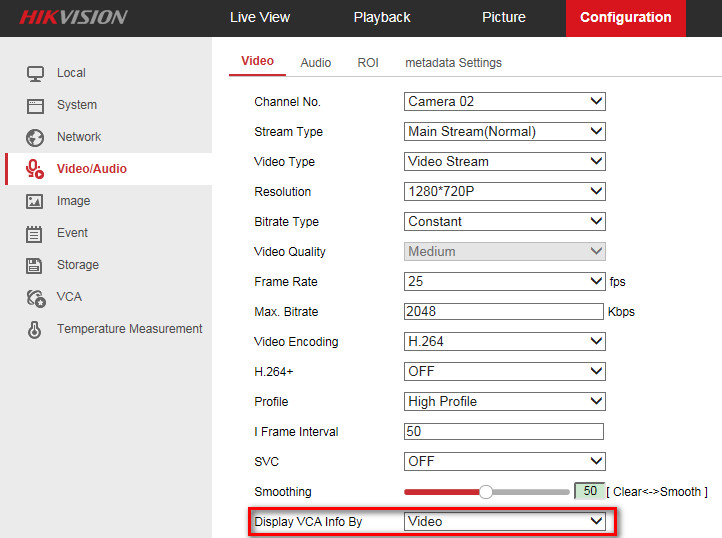 HIKVISION Live View Playback Picture Configuration
Local
System
Network
Video/Audio
Image
Event
Storage
VCA
Temperature Measurement
Video Audio ROI metadata Settings
Channel No. Camera 02
Stream Type Main Stream(Normal)
Video Type Video Stream
Resolution 1280*720P
Bitrate Type Constant
Video Quality Medium
Frame Rate 25 fps
Max. Bitrate 2048 Kbps
Video Encoding H.264
H.264+ OFF
Profile High Profile
I Frame Interval 50
SVC OFF
Smoothing 50 [ Clear<->Smooth ]
Display VCA Info By Video